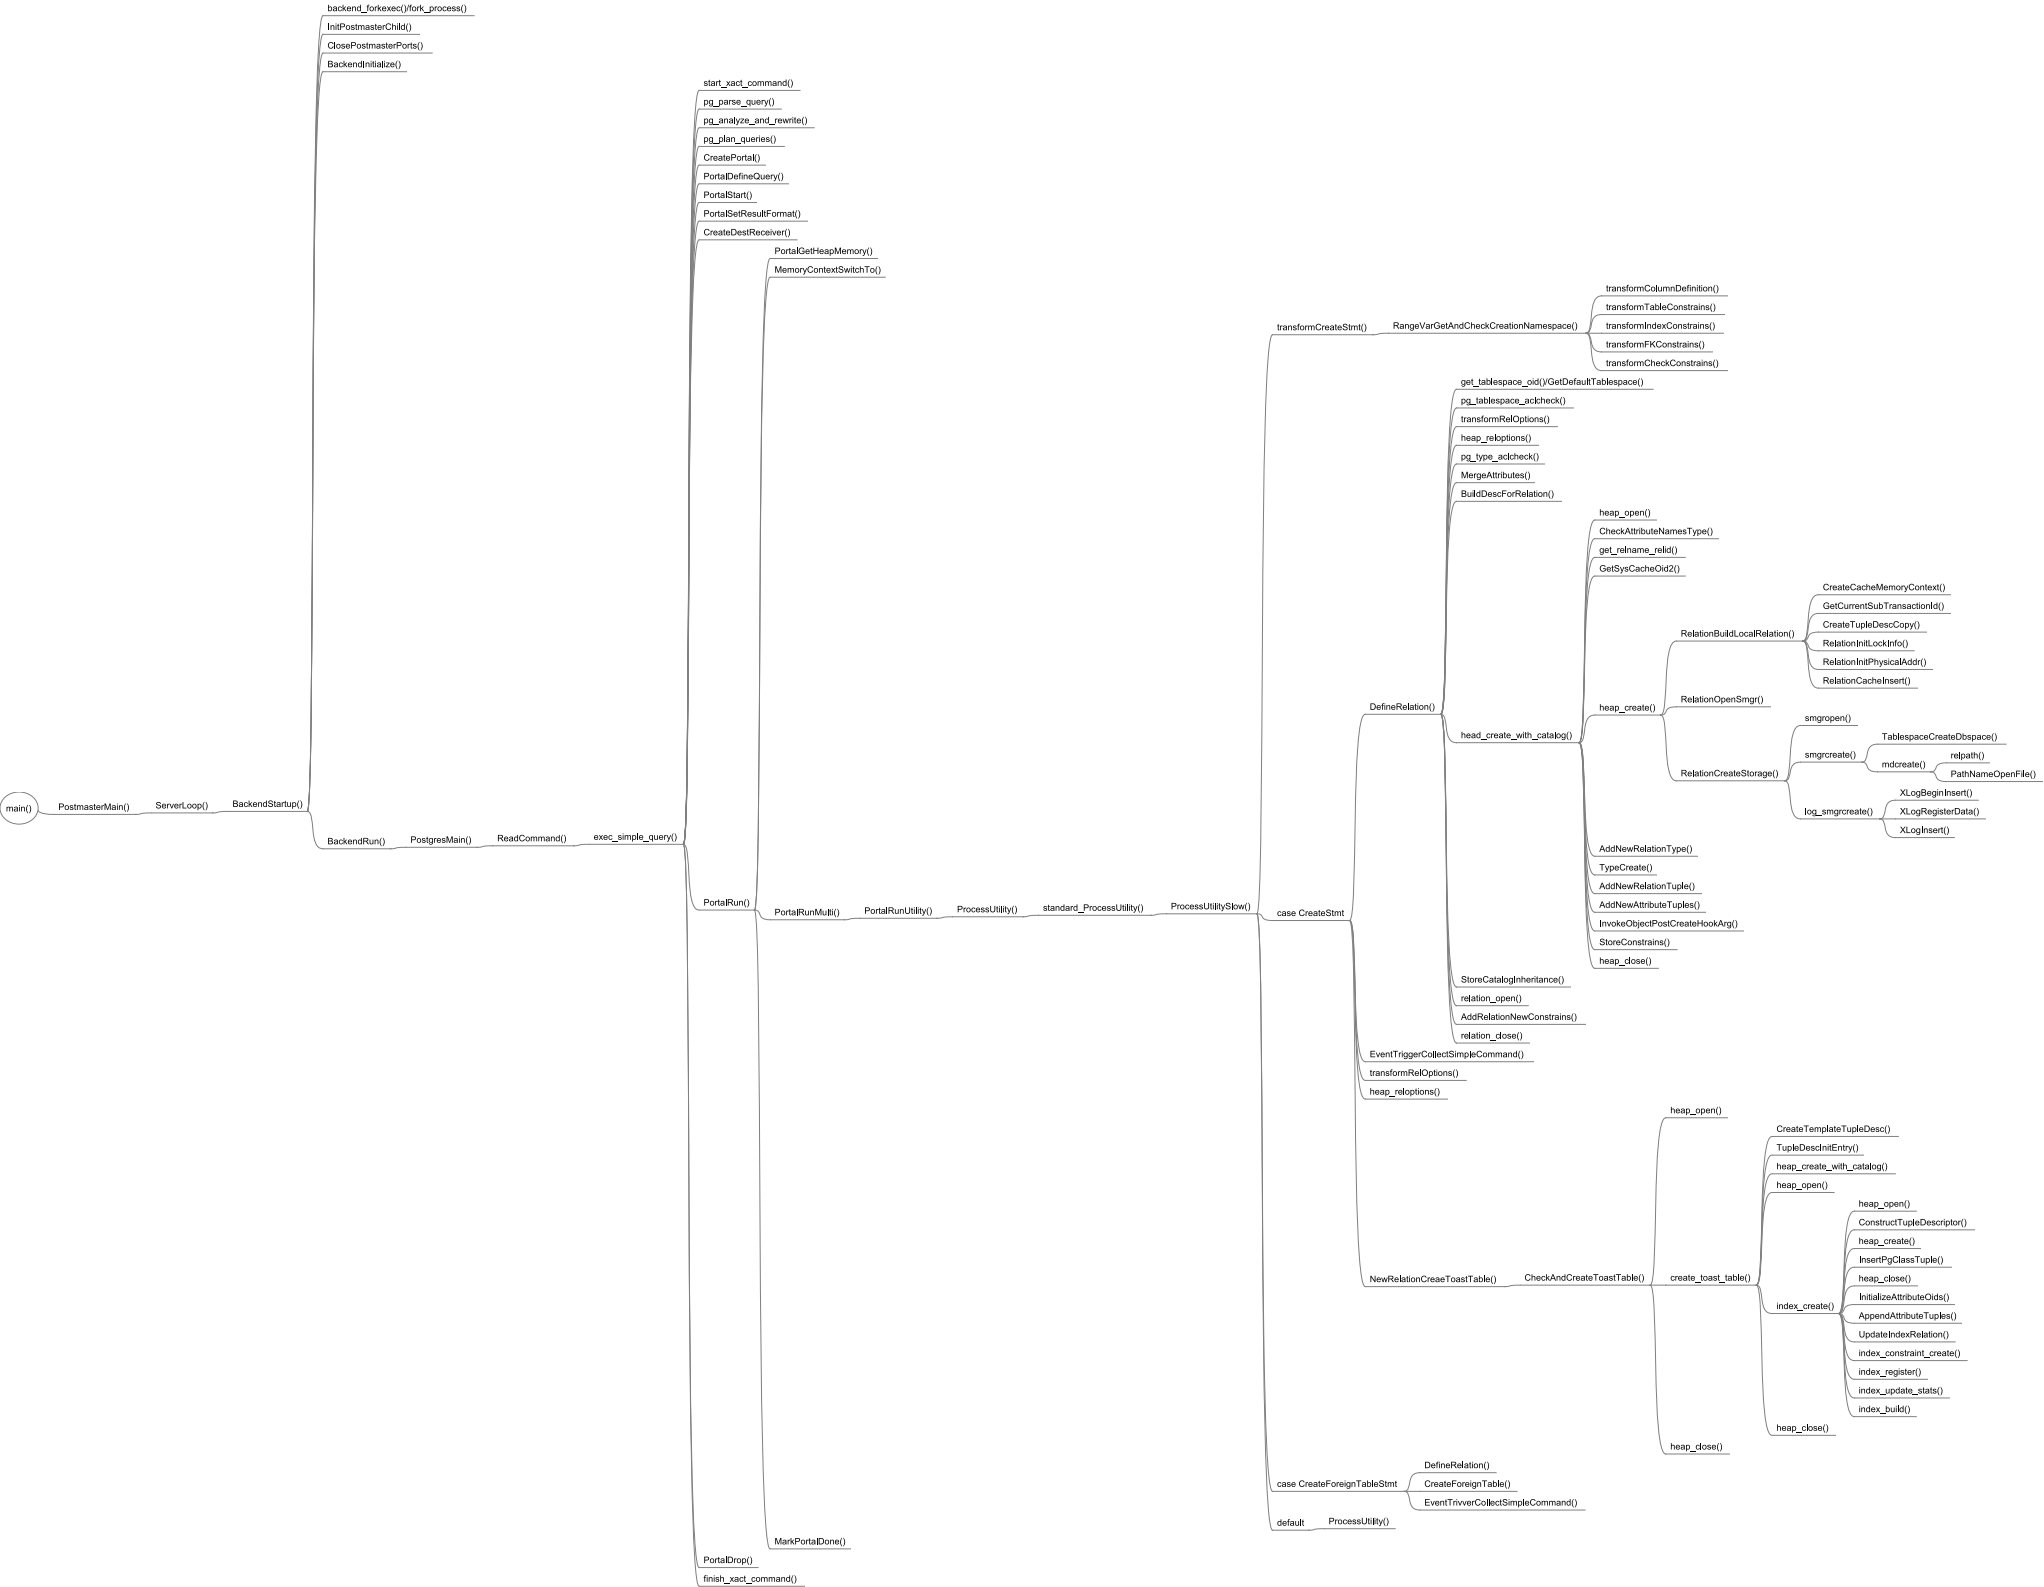 backend_forkexec()/fork_process()
InitPostmasterChild()
ClosePostmasterPorts()
BackendInitialize()
start_xact_command()
pg_parse_query()
pg_analyze_and_rewrite()
pg_plan_queries()
CreatePortal()
PortalDefineQuery()
PortalStart()
PortalSetResultFormat()
CreateDestReceiver()
PortalGetHeapMemory()
MemoryContextSwitchTo()
transformColumnDefinition()
transformTableConstrains()
transformCreateStmt()
RangeVarGetAndCheckCreationNamespace()
transformIndexConstrains()
transformFKConstrains()
transformCheckConstrains()
get_tablespace_oid()/GetDefaultTablespace()
pg_tablespace_aclcheck()
transformRelOptions()
heap_reloptions()
pg_type_aclcheck()
MergeAttributes()
BuildDescForRelation()
heap_open()
CheckAttributeNamesType()
get_relname_relid()
GetSysCacheOid2()
CreateCacheMemoryContext()
GetCurrentSubTransactionId()
CreateTupleDescCopy()
RelationBuildLocalRelation()
RelationInitLockInfo()
RelationInitPhysicalAddr()
RelationCacheInsert()
RelationOpenSmgr()
DefineRelation()
heap_create()
smgropen()
head_create_with_catalog()
TablespaceCreateDbspace()
smgrcreate()
relpath()
mdcreate()
RelationCreateStorage()
PathNameOpenFile()
XLogBeginInsert()
main()
PostmasterMain()
ServerLoop()
BackendStartup()
log_smgrcreate()
XLogRegisterData()
XLogInsert()
BackendRun()
PostgresMain()
ReadCommand()
exec_simple_query()
AddNewRelationType()
TypeCreate()
AddNewRelationTuple()
PortalRun()
AddNewAttributeTuples()
PortalRunMulti()
PortalRunUtility()
ProcessUtility()
standard_ProcessUtility()
ProcessUtilitySlow()
case CreateStmt
InvokeObjectPostCreateHookArg()
StoreConstrains()
heap_close()
StoreCatalogInheritance()
relation_open()
AddRelationNewConstrains()
relation_close()
EventTriggerCollectSimpleCommand()
transformRelOptions()
heap_reloptions()
heap_open()
CreateTemplateTupleDesc()
TupleDescInitEntry()
heap_create_with_catalog()
heap_open()
heap_open()
ConstructTupleDescriptor()
heap_create()
InsertPgClassTuple()
NewRelationCreaeToastTable()
CheckAndCreateToastTable()
create_toast_table()
heap_close()
InitializeAttributeOids()
index_create()
AppendAttributeTuples()
UpdateIndexRelation()
index_constraint_create()
index_register()
index_update_stats()
index_build()
heap_close()
heap_close()
DefineRelation()
case CreateForeignTableStmt
CreateForeignTable()
EventTrivverCollectSimpleCommand()
default
ProcessUtility()
MarkPortalDone()
PortalDrop()
finish_xact_command()